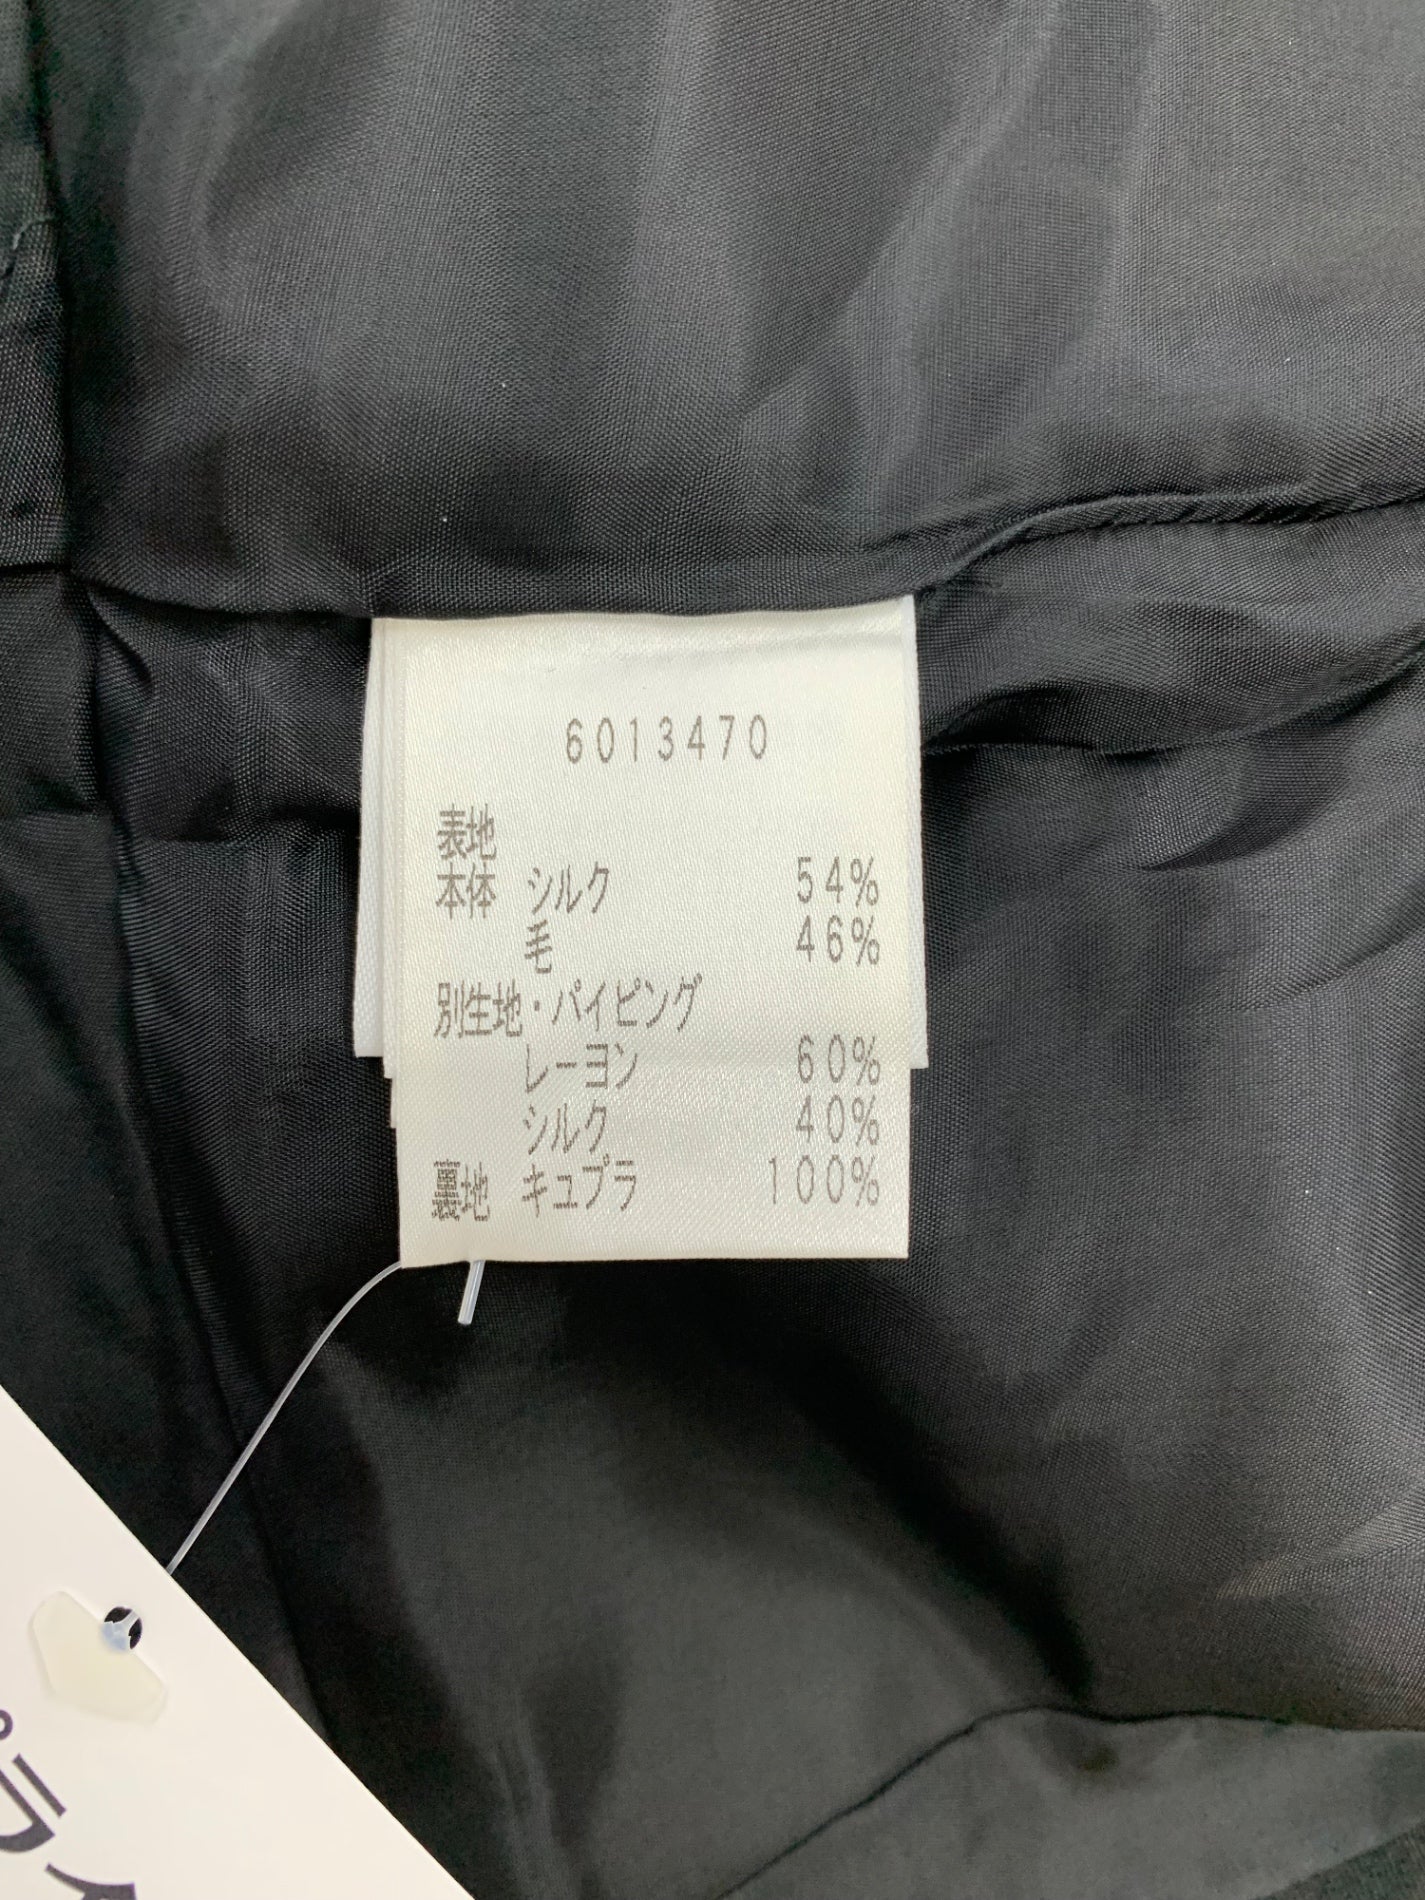 6013470
表地
本体 シルク 54%
毛 46%
別生地・パイピング
レーヨン 60%
シルク 40%
裏地 キュプラ 100%